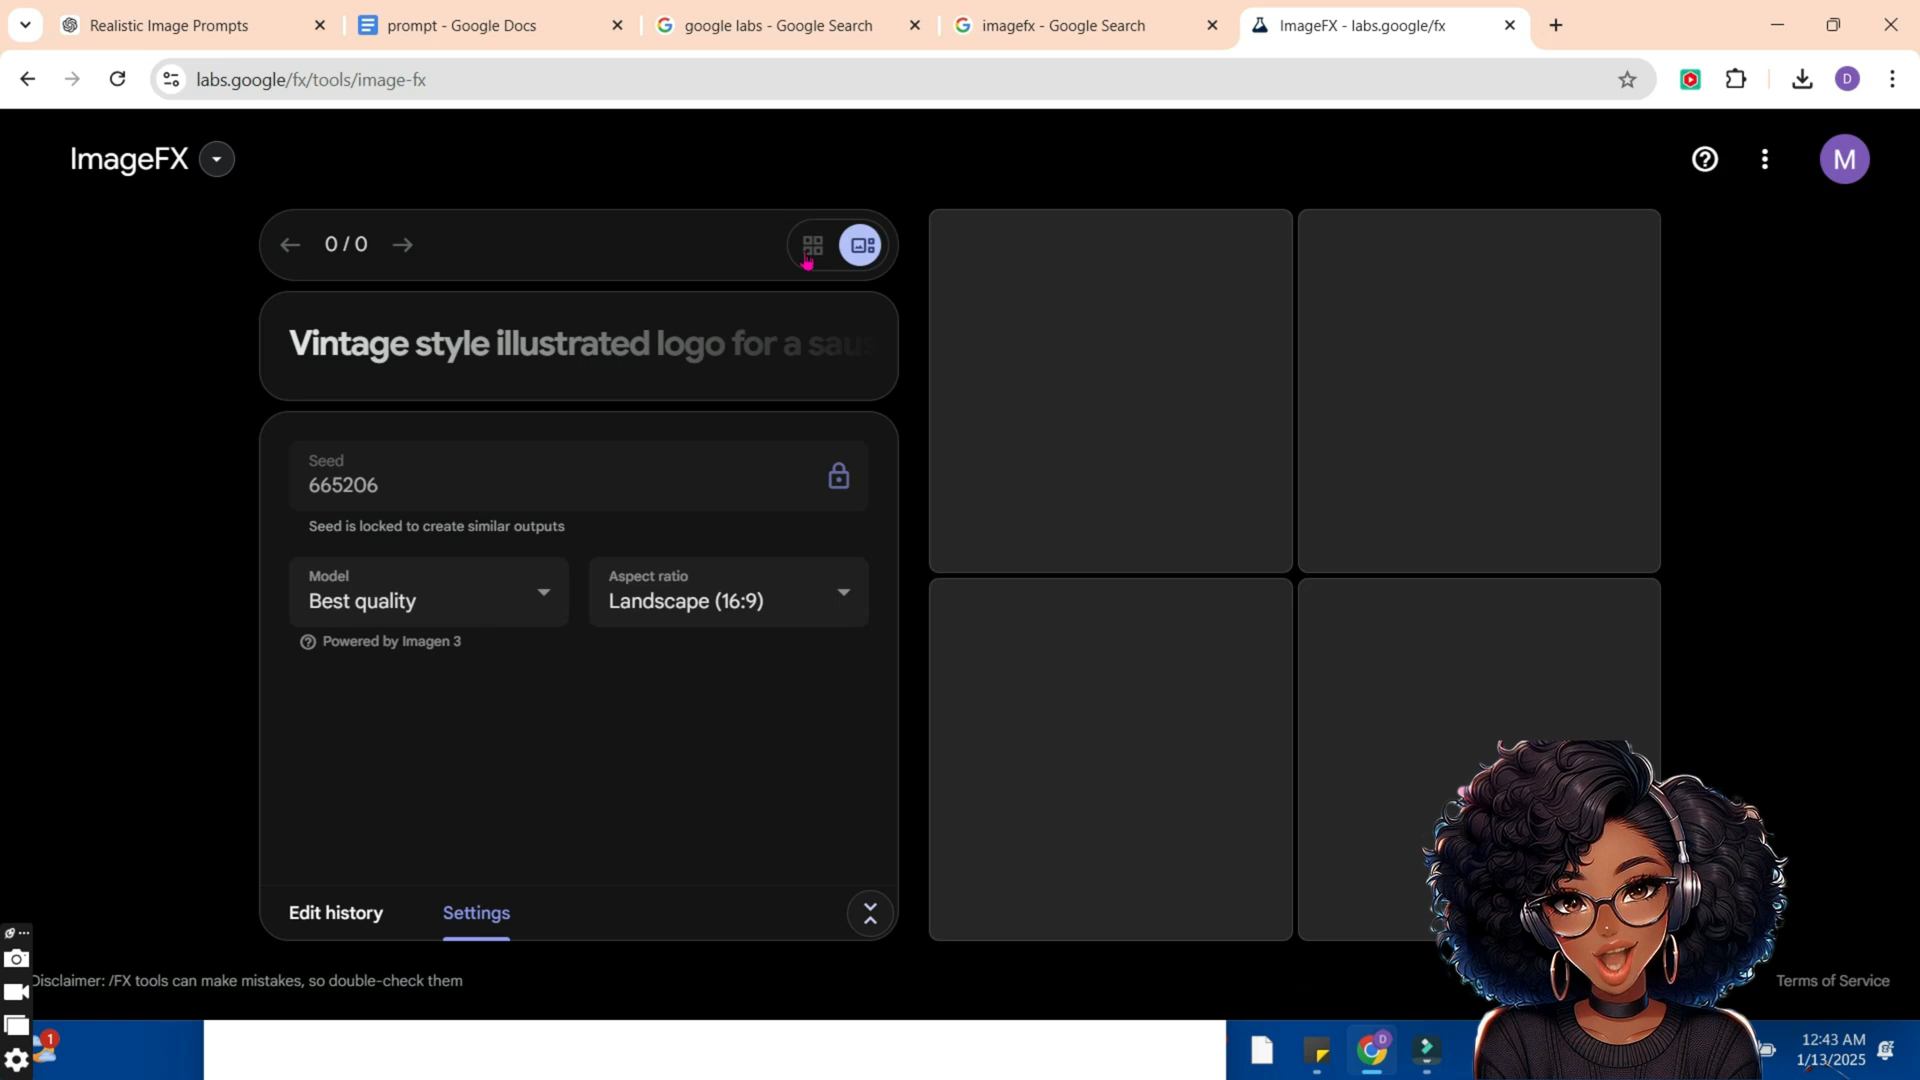 Realistic Image Prompts
prompt - Google Docs
google labs - Google Search
imagefx - Google Search
ImageFX - labs.google/fx
labs.google/fx/tools/image-fx
D
ImageFX
M
0 / 0
Vintage style illustrated logo for a saus
Seed
665206
Seed is locked to create similar outputs
Model
Best quality
Aspect ratio
Landscape (16:9)
Powered by Imagen 3
Edit history
Settings
Disclaimer: /FX tools can make mistakes, so double-check them
Terms of Service
1
D
12:43 AM
1/13/2025